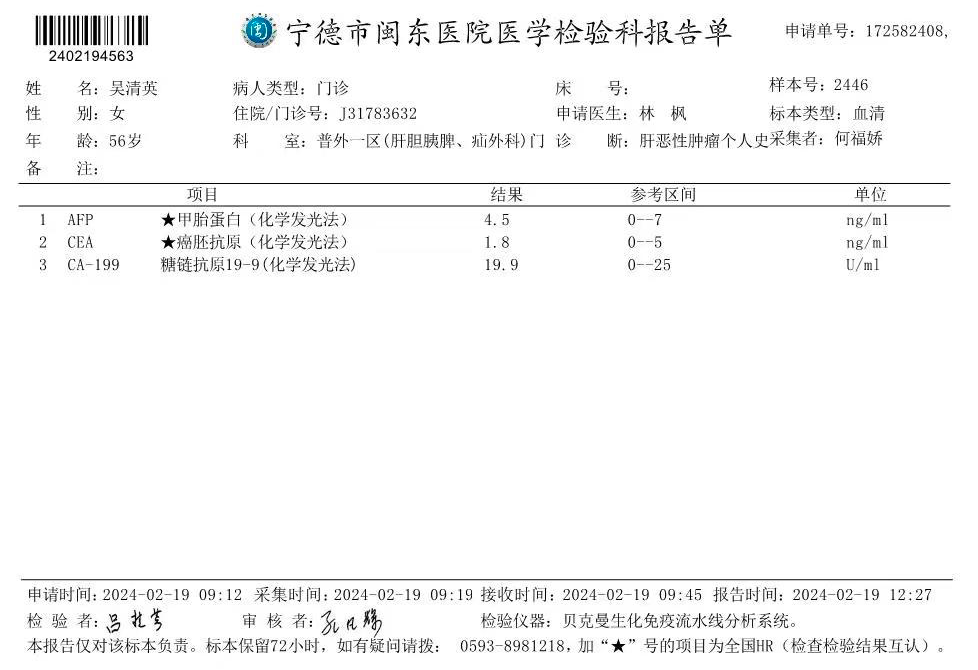 宁德市闽东医院医学检验科报告单
申请单号：172582408,
2402194563
姓 名：吴清英 病人类型：门诊 床 号： 样本号：2446
性 别：女 住院/门诊号：J31783632 申请医生：林 枫 标本类型：血清
年 龄：56岁 科 室：普外一区(肝胆胰脾、疝外科)门 诊 断：肝恶性肿瘤个人史 采集者：何福娇
备 注：
项目 结果 参考区间 单位
1 AFP ★甲胎蛋白（化学发光法） 4.5 0--7 ng/ml
2 CEA ★癌胚抗原（化学发光法） 1.8 0--5 ng/ml
3 CA-199 糖链抗原19-9(化学发光法) 19.9 0--25 U/ml
申请时间：2024-02-19 09:12 采集时间：2024-02-19 09:19 接收时间：2024-02-19 09:45 报告时间：2024-02-19 12:27
检 验 者： 审 核 者： 检验仪器：贝克曼生化免疫流水线分析系统。
本报告仅对该标本负责。标本保留72小时，如有疑问请拨： 0593-8981218，加“★”号的项目为全国HR（检查检验结果互认）。